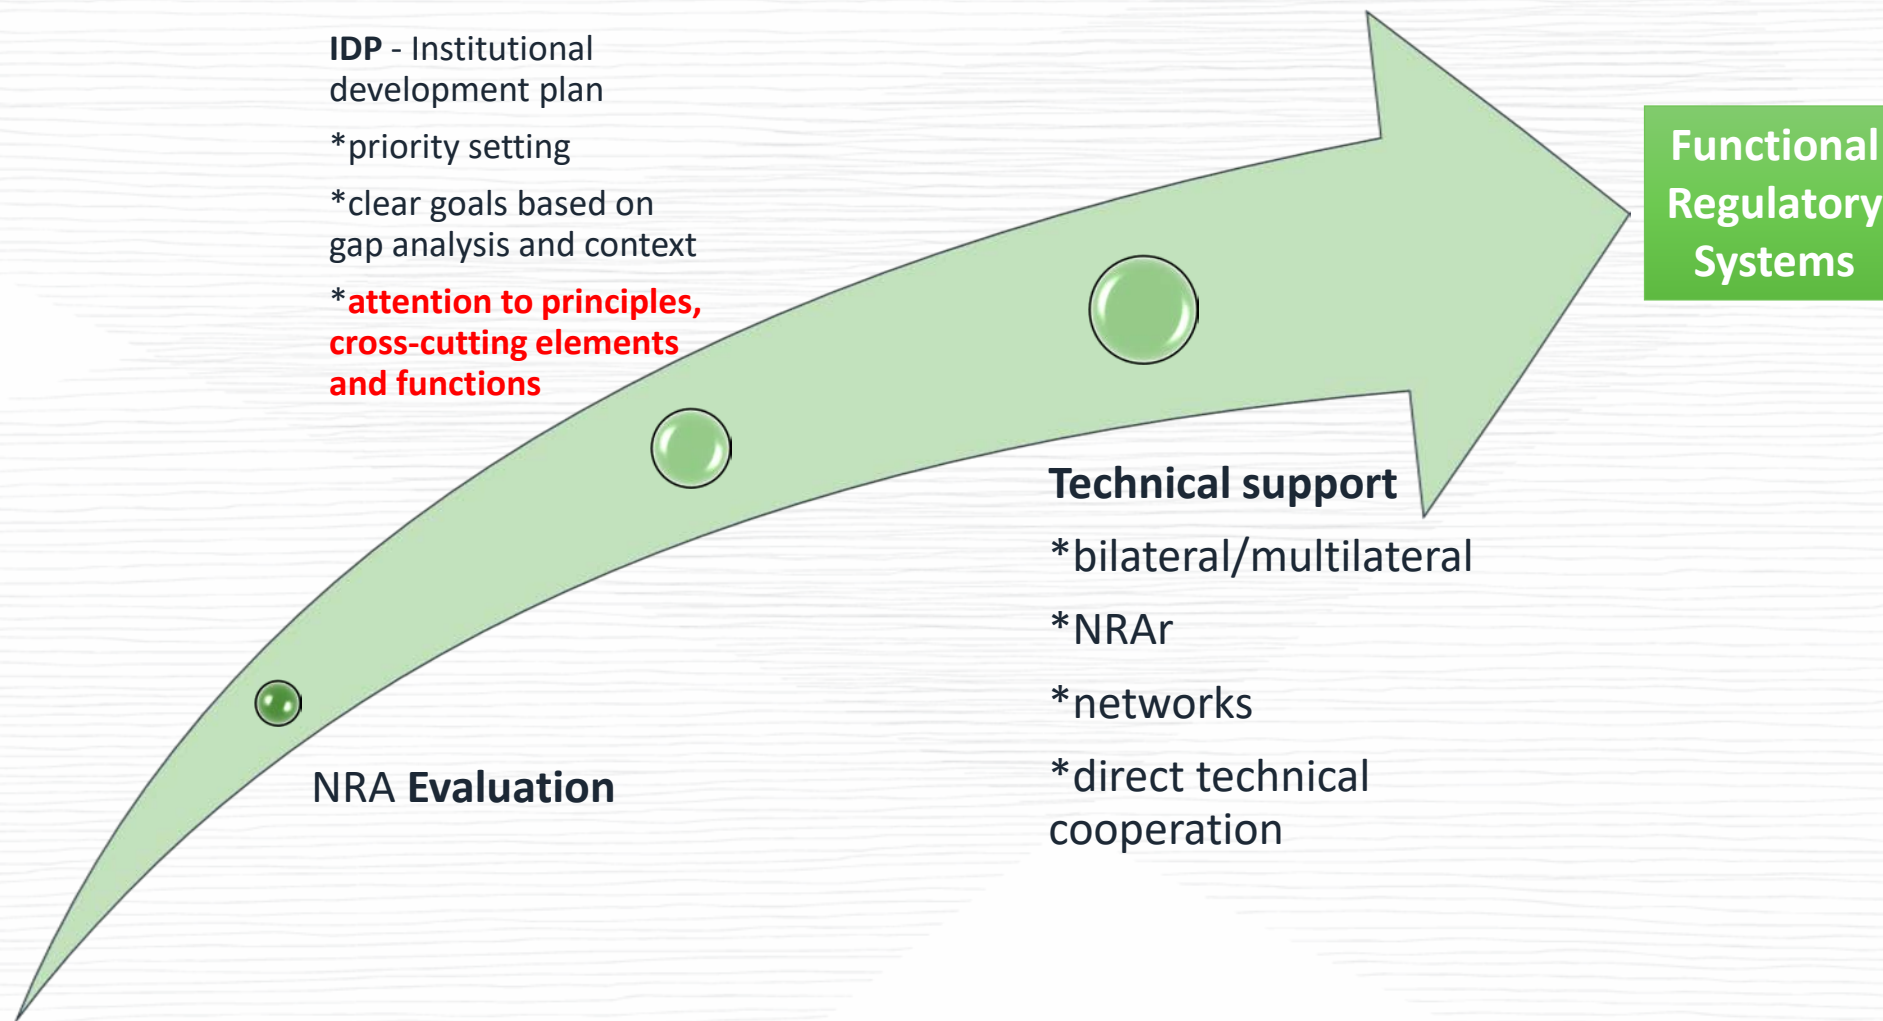 IDP - Institutional
development plan
*priority setting
*clear goals based on
gap analysis and context
*attention to principles,
cross-cutting elements
and functions
Functional
Regulatory
Systems
NRA Evaluation
Technical support
*bilateral/multilateral
*NRAr
*networks
*direct technical
cooperation